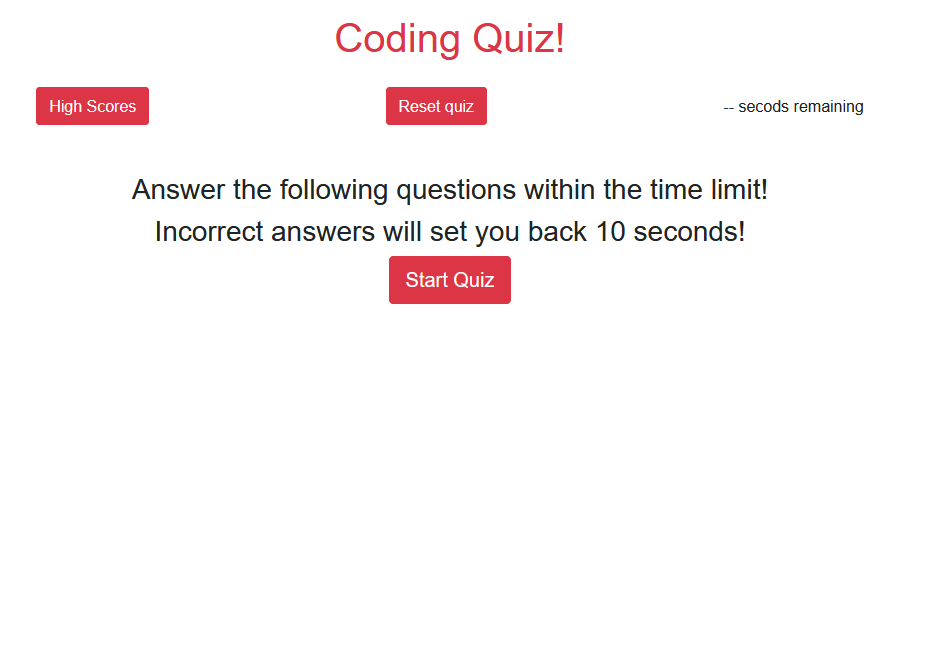 Coding Quiz!
High Scores
Reset quiz
-- secods remaining
Answer the following questions within the time limit!
Incorrect answers will set you back 10 seconds!
Start Quiz